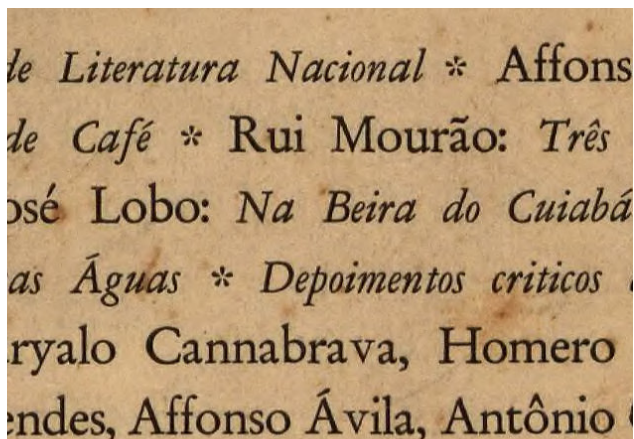 de Literatura Nacional * Affons
de Café * Rui Mourão: Três
osé Lobo: Na Beira do Cuiabá
as Águas * Depoimentos criticos
ryalo Cannabrava, Homero
endes, Affonso Ávila, Antônio